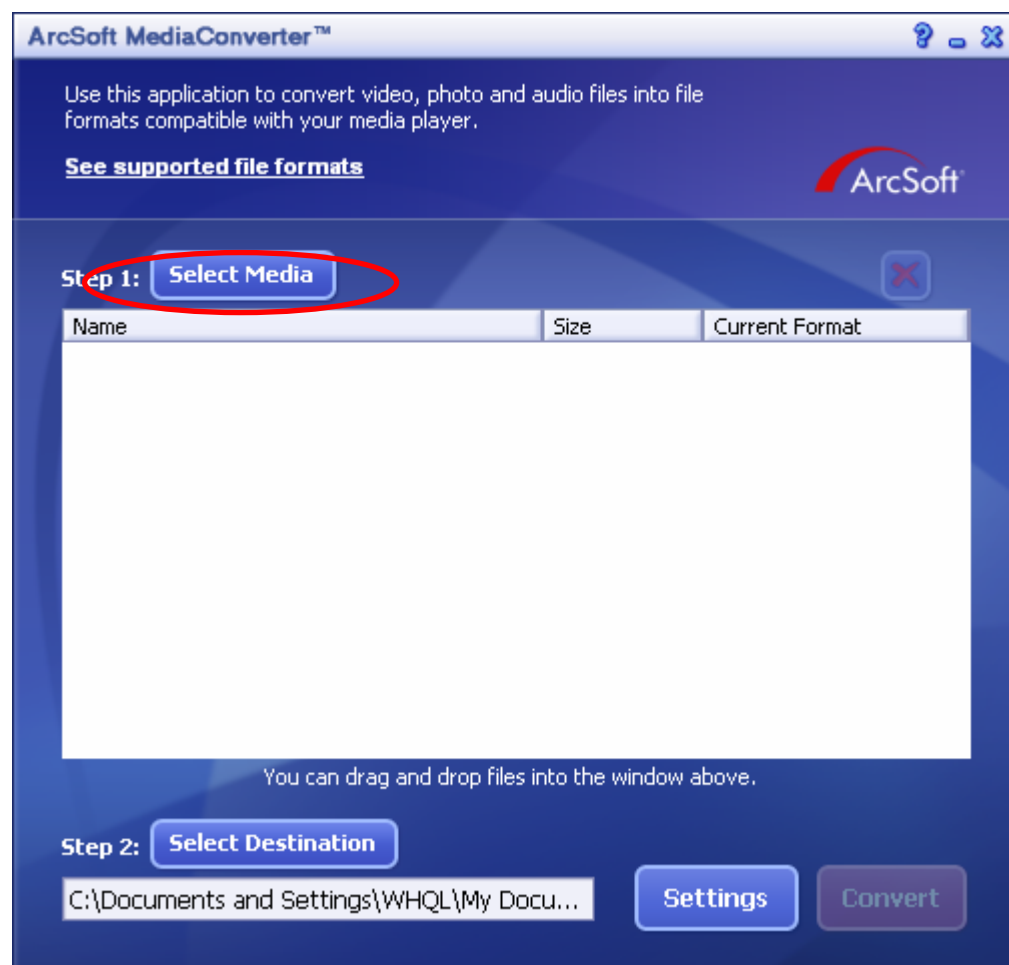 ArcSoft MediaConverter™
Use this application to convert video, photo and audio files into file
formats compatible with your media player.
See supported file formats
ArcSoft
Step 1: Select Media
Name Size Current Format
You can drag and drop files into the window above.
Step 2: Select Destination
C:\Documents and Settings\WHQL\My Docu...
Settings Convert